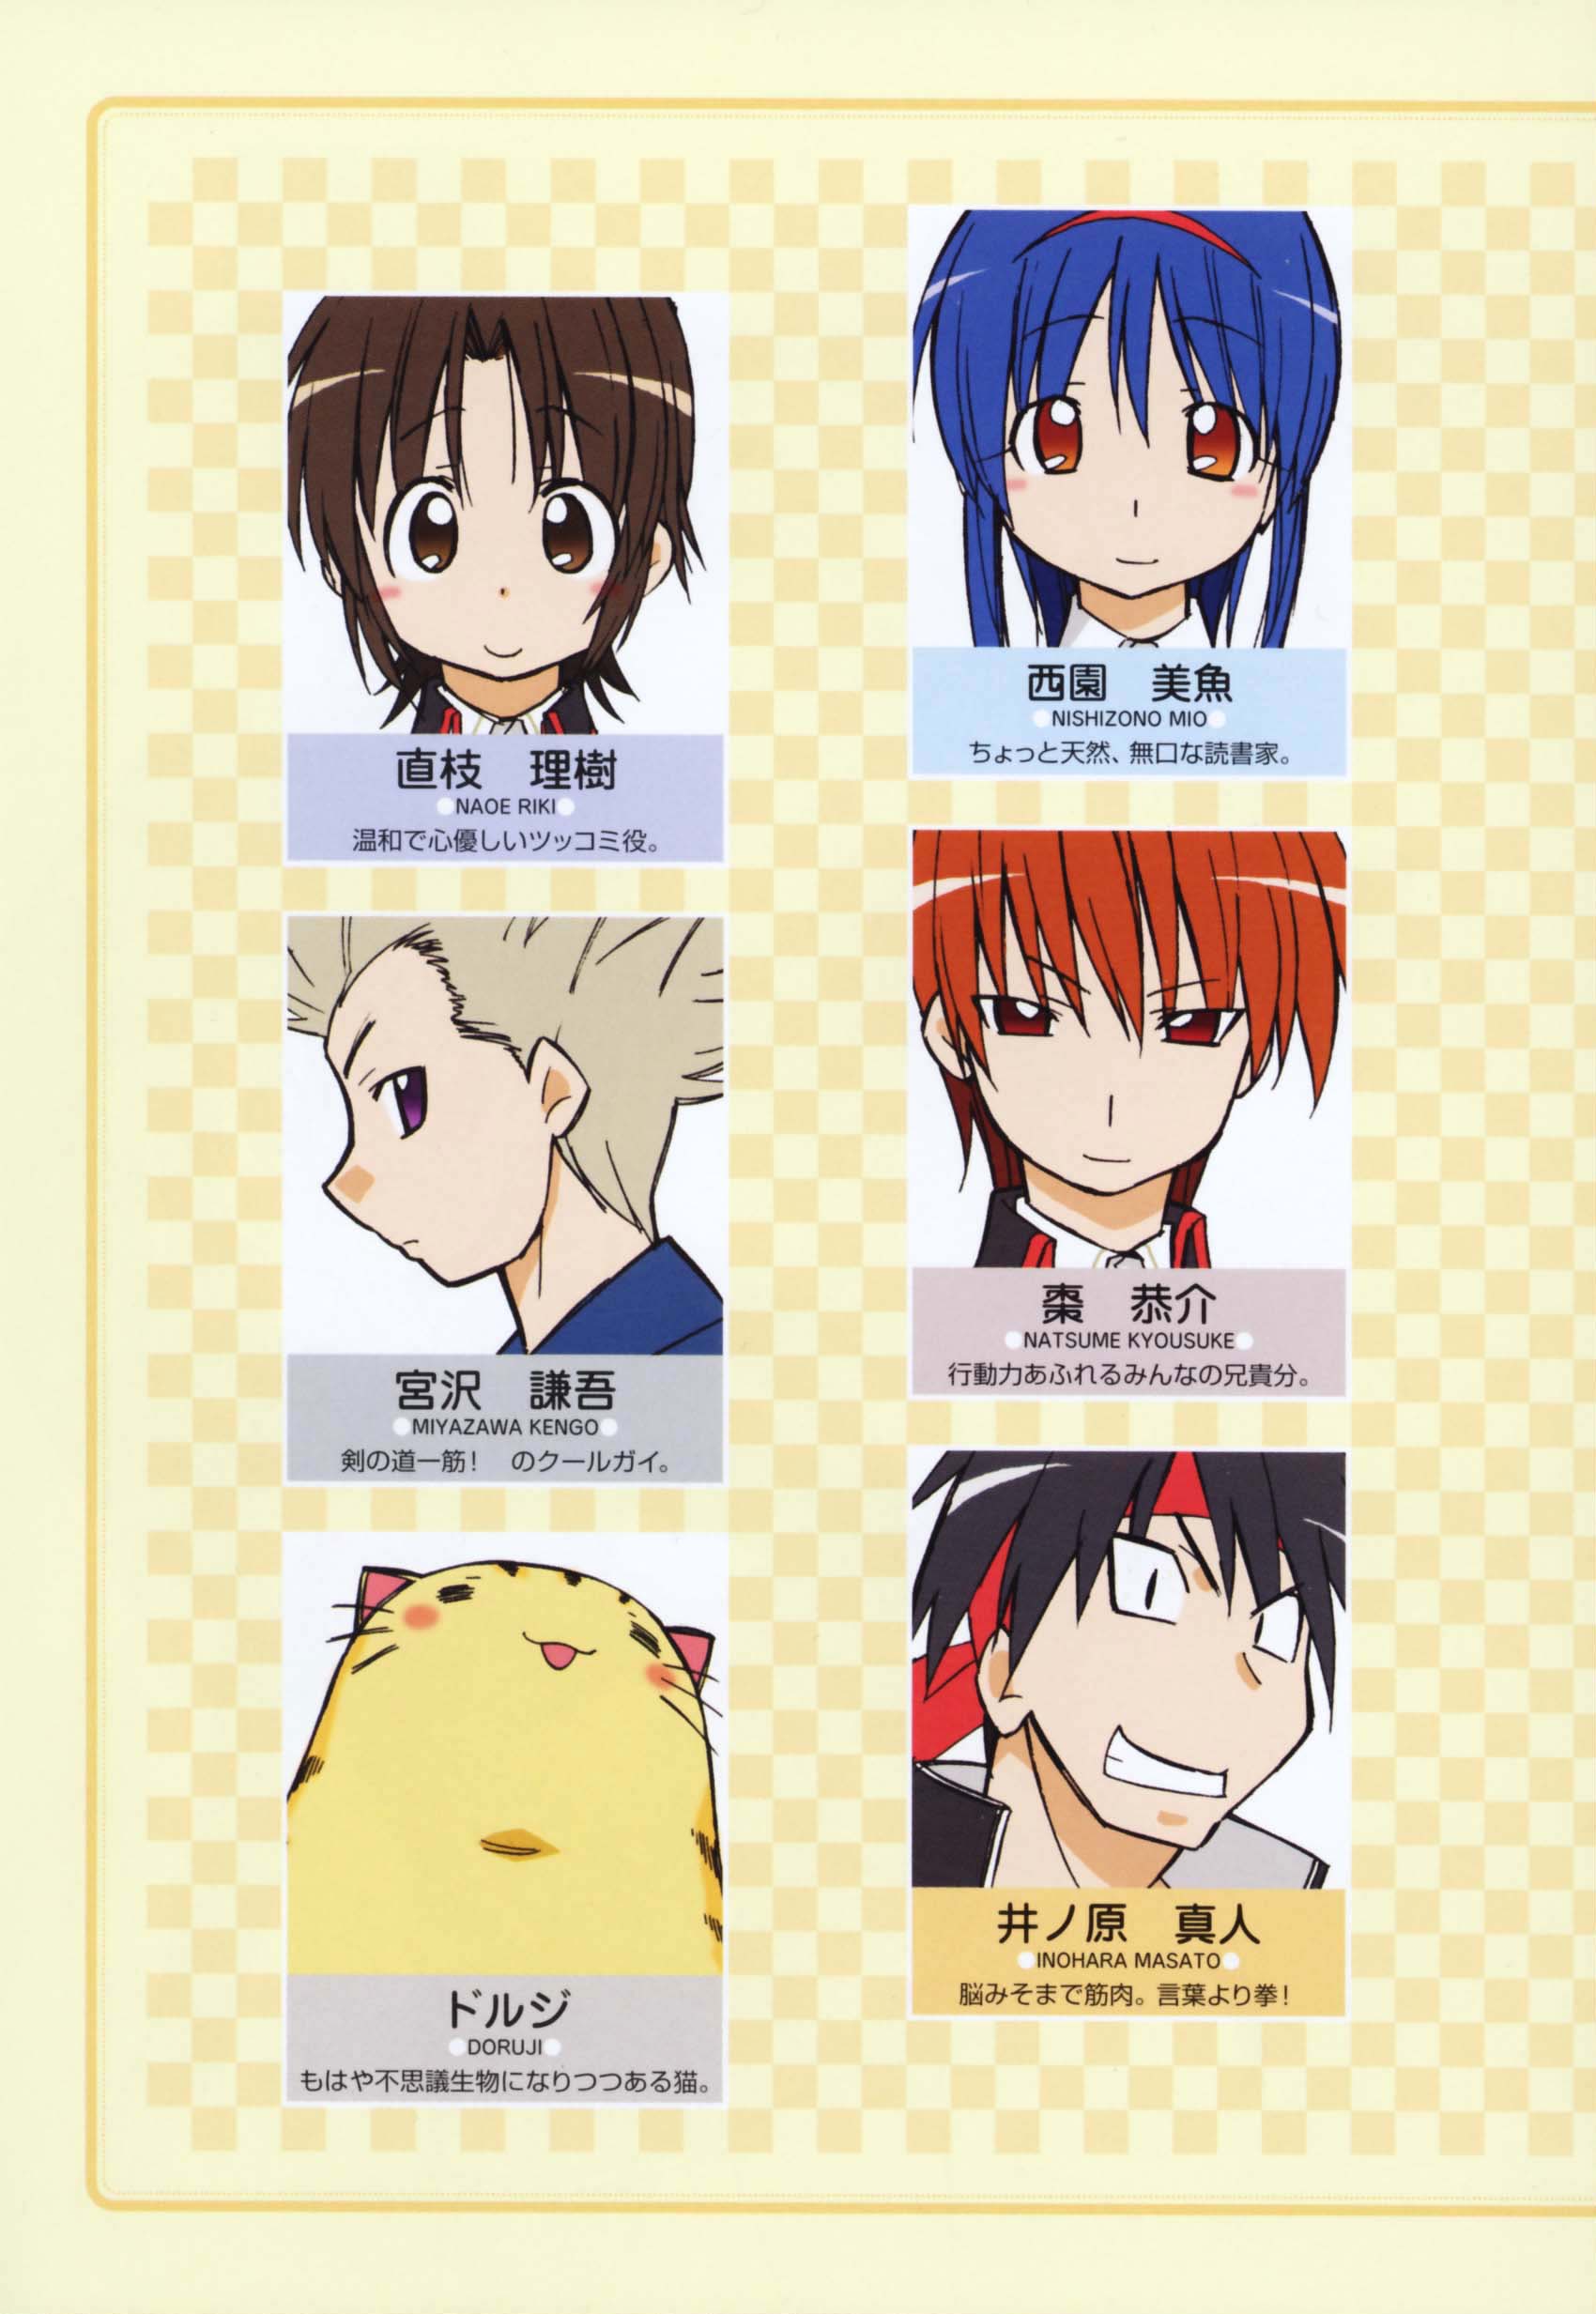 西園 美魚
NISHIZONO MIO
ちょっと天然、無口な読書家。
棗 恭介
NATSUME KYOUSUKE
行動力あふれるみんなの兄貴分。
井ノ原 真人
INOHARA MASATO
脳みそまで筋肉。言葉より拳！
直枝 理樹
NAOE RIKI
温和で心優しいツッコミ役。
宮沢 謙吾
MIYAZAWA KENGO
剣の道一筋！ のクールガイ。
ドルジ
DORUJI
もはや不思議生物になりつつある猫。